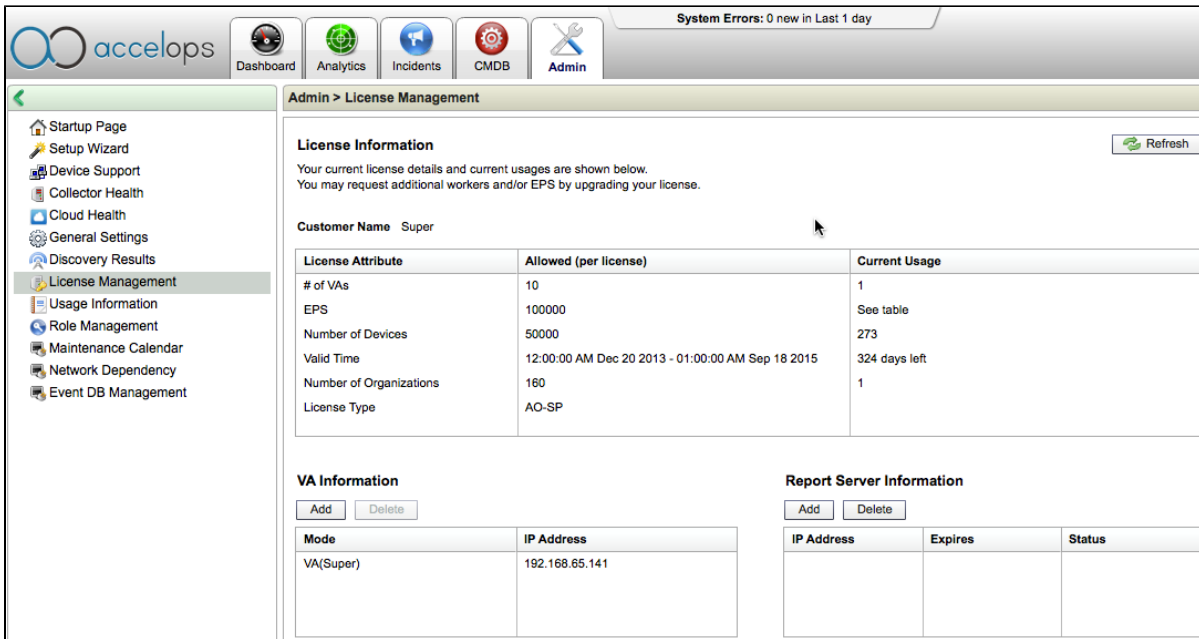 System Errors: 0 new in Last 1 day
accelops
Dashboard
Analytics
Incidents
CMDB
Admin
Admin > License Management
Startup Page
Setup Wizard
Device Support
Collector Health
Cloud Health
General Settings
Discovery Results
License Management
Usage Information
Role Management
Maintenance Calendar
Network Dependency
Event DB Management
License Information
Refresh
Your current license details and current usages are shown below.
You may request additional workers and/or EPS by upgrading your license.
Customer Name Super
License Attribute Allowed (per license) Current Usage
# of VAs 10 1
EPS 100000 See table
Number of Devices 50000 273
Valid Time 12:00:00 AM Dec 20 2013 - 01:00:00 AM Sep 18 2015 324 days left
Number of Organizations 160 1
License Type AO-SP
VA Information
Add Delete
Mode IP Address
VA(Super) 192.168.65.141
Report Server Information
Add Delete
IP Address Expires Status